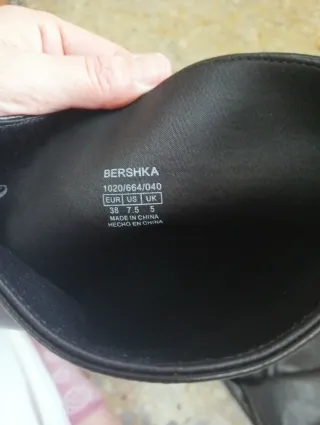 BERSHKA
1020/664/040
EUR US UK
38 7.5 5
MADE IN CHINA
HECHO EN CHINA